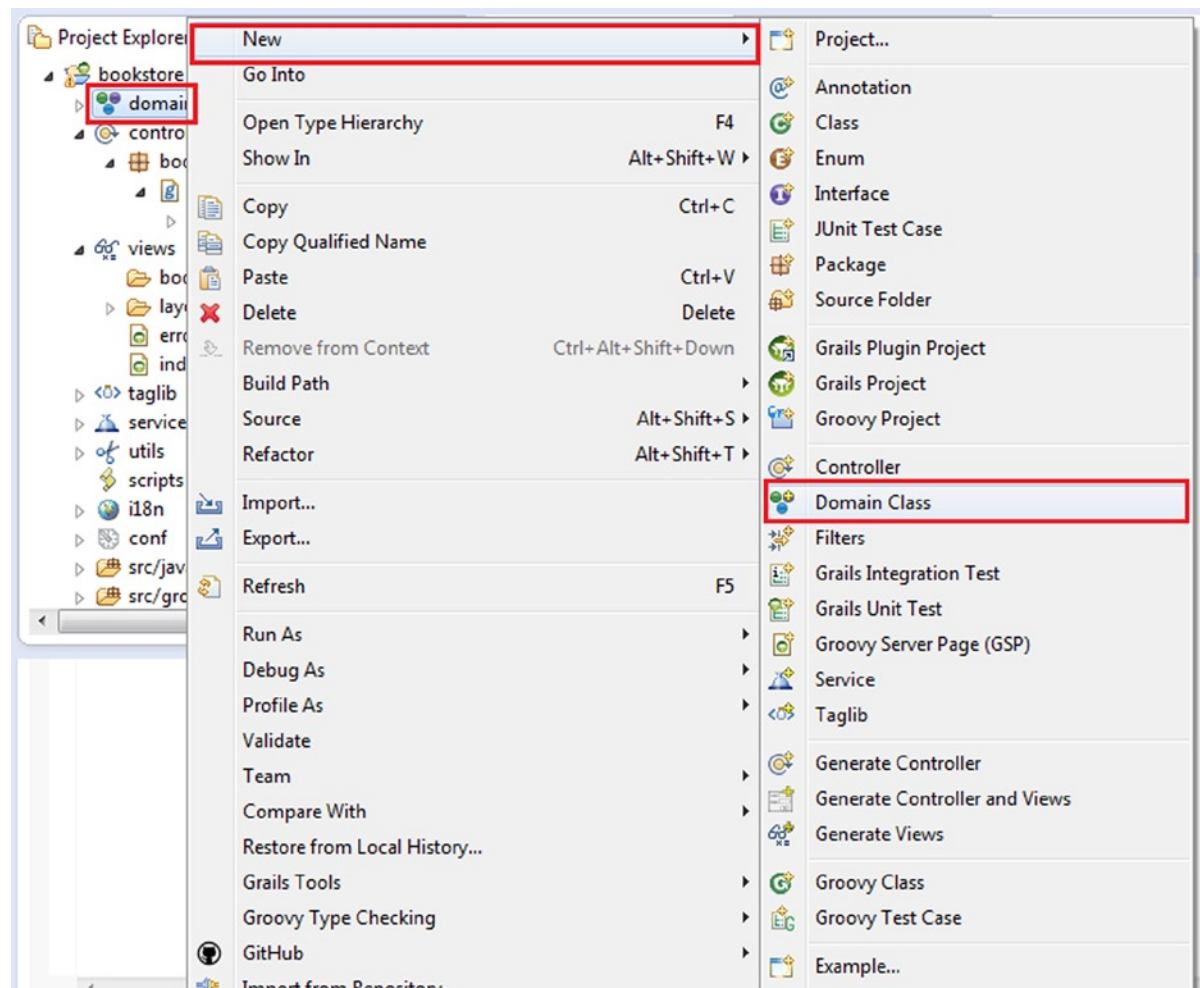 Project Explorer
bookstore
domain
contro
boo
views
boo
layo
erro
ind
taglib
service
utils
scripts
i18n
conf
src/jav
src/gro
New
Go Into
Open Type Hierarchy F4
Show In Alt+Shift+W
Copy Ctrl+C
Copy Qualified Name
Paste Ctrl+V
Delete Delete
Remove from Context Ctrl+Alt+Shift+Down
Build Path
Source Alt+Shift+S
Refactor Alt+Shift+T
Import...
Export...
Refresh F5
Run As
Debug As
Profile As
Validate
Team
Compare With
Restore from Local History...
Grails Tools
Groovy Type Checking
GitHub
Import from Repository
Project...
Annotation
Class
Enum
Interface
JUnit Test Case
Package
Source Folder
Grails Plugin Project
Grails Project
Groovy Project
Controller
Domain Class
Filters
Grails Integration Test
Grails Unit Test
Groovy Server Page (GSP)
Service
Taglib
Generate Controller
Generate Controller and Views
Generate Views
Groovy Class
Groovy Test Case
Example...